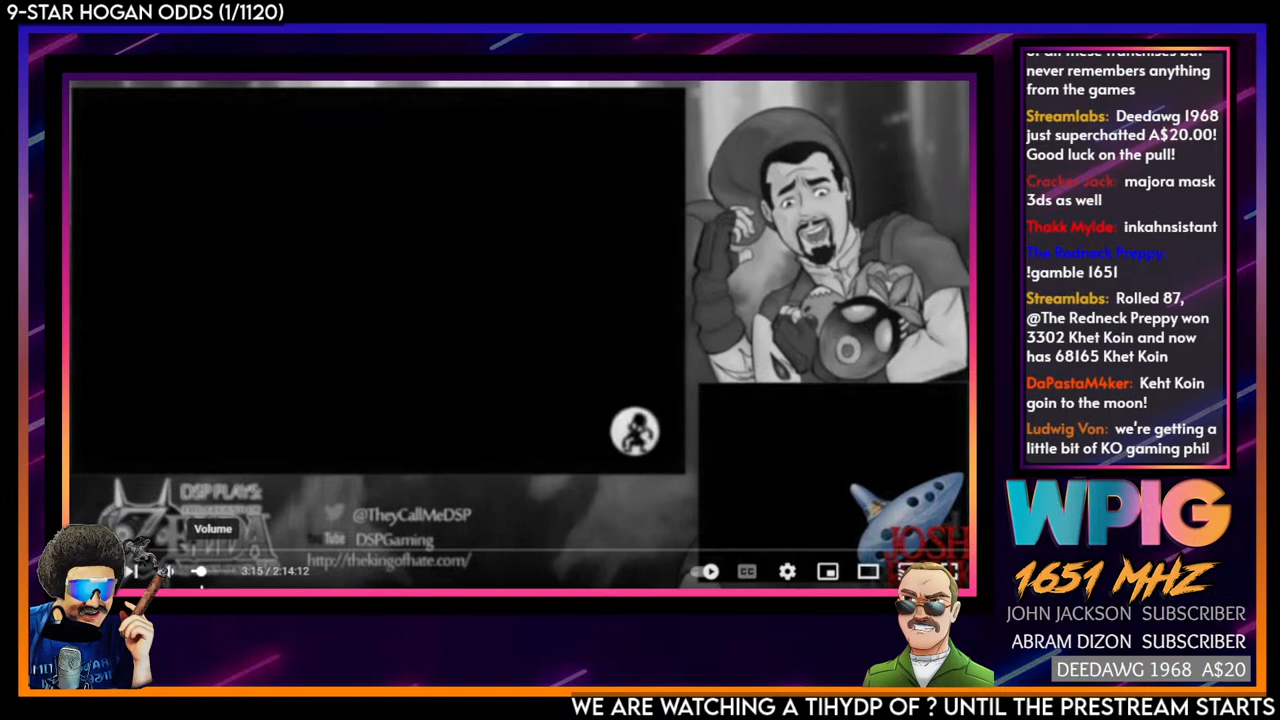 9-STAR HOGAN ODDS (1/1120)
never remembers anything
from the games
Streamlabs: Deedawg 1968
just superchatted A$20.00!
Good luck on the pull!
Cracker Jack: majora mask
3ds as well
Thakk Mylde: inkahnsistant
The Redneck Preppy:
!gamble 1651
Streamlabs: Rolled 87,
@The Redneck Preppy won
3302 Khet Koin and now
has 68165 Khet Koin
DaPastaM4ker: Keht Koin
goin to the moon!
Ludwig Von: we're getting a
little bit of KO gaming phil
DSP PLAYS:
@TheyCallMeDSP
Volume
Tube DSPGaming
http://thekingofhate.com/
3:15 / 2:14:12
CC
JOSH
WPIG
1651 MHZ
JOHN JACKSON SUBSCRIBER
ABRAM DIZON SUBSCRIBER
DEEDAWG 1968 A$20
WE ARE WATCHING A TIHYDP OF ? UNTIL THE PRESTREAM STARTS